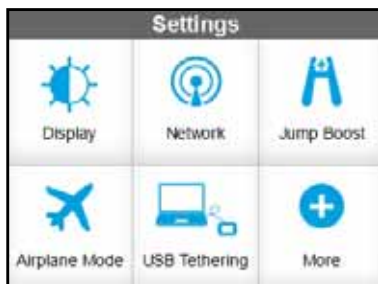 Settings
Display
Network
Jump Boost
Airplane Mode
USB Tethering
More